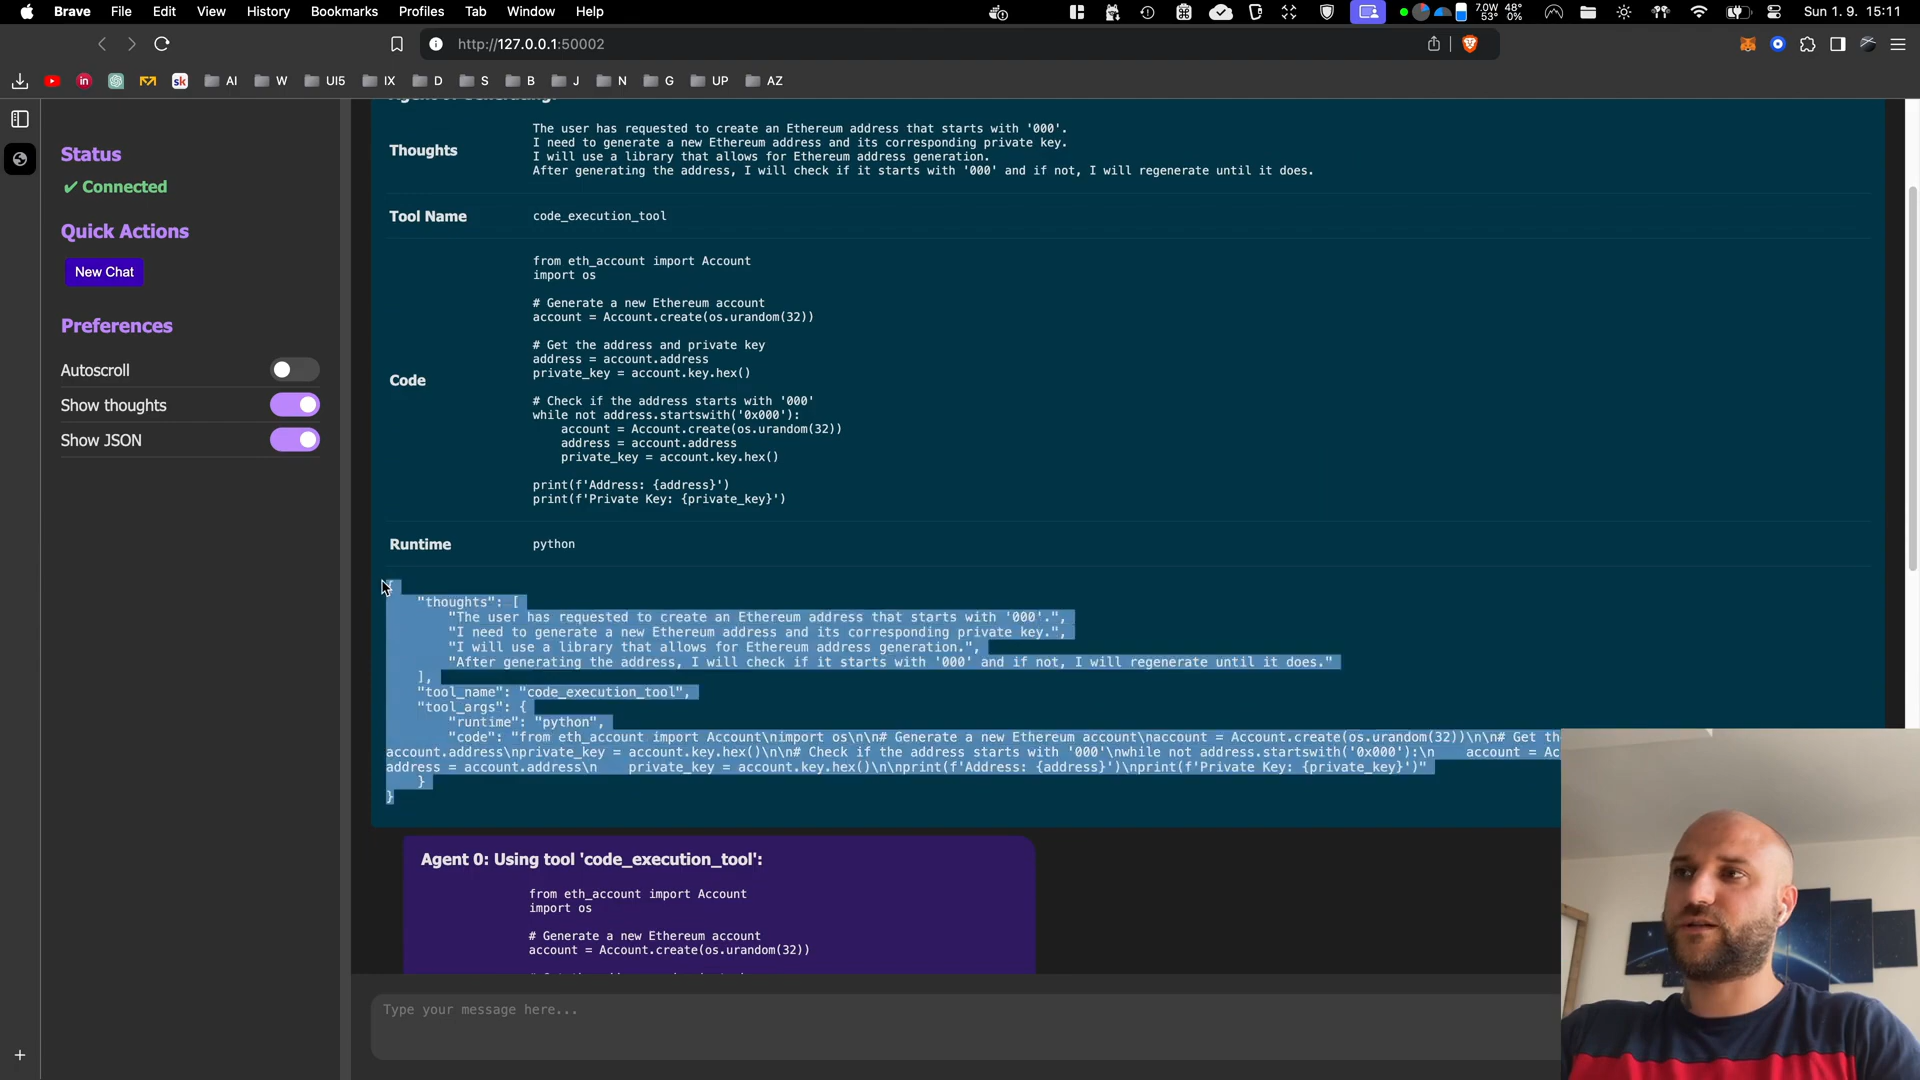 Brave File Edit View History Bookmarks Profiles Tab Window Help
7.0W 48°
53° 0%
Sun 1. 9. 15:11
http://127.0.0.1:50002
in sk AI W UI5 IX D S B J N G UP AZ
Status
✔ Connected
Quick Actions
New Chat
Preferences
Autoscroll
Show thoughts
Show JSON
Thoughts
The user has requested to create an Ethereum address that starts with '000'.
I need to generate a new Ethereum address and its corresponding private key.
I will use a library that allows for Ethereum address generation.
After generating the address, I will check if it starts with '000' and if not, I will regenerate until it does.
Tool Name
code_execution_tool
Code
from eth_account import Account
import os
# Generate a new Ethereum account
account = Account.create(os.urandom(32))
# Get the address and private key
address = account.address
private_key = account.key.hex()
# Check if the address starts with '000'
while not address.startswith('0x000'):
    account = Account.create(os.urandom(32))
    address = account.address
    private_key = account.key.hex()
print(f'Address: {address}')
print(f'Private Key: {private_key}')
Runtime
python
{
    "thoughts": [
        "The user has requested to create an Ethereum address that starts with '000'.",
        "I need to generate a new Ethereum address and its corresponding private key.",
        "I will use a library that allows for Ethereum address generation.",
        "After generating the address, I will check if it starts with '000' and if not, I will regenerate until it does."
    ],
    "tool_name": "code_execution_tool",
    "tool_args": {
        "runtime": "python",
        "code": "from eth_account import Account\nimport os\n\n# Generate a new Ethereum account\naccount = Account.create(os.urandom(32))\n\n# Get th
account.address\nprivate_key = account.key.hex()\n\n# Check if the address starts with '000'\nwhile not address.startswith('0x000'):\n    account = Ac
address = account.address\n    private_key = account.key.hex()\n\nprint(f'Address: {address}')\nprint(f'Private Key: {private_key}')"
    }
}
Agent 0: Using tool 'code_execution_tool':
from eth_account import Account
import os
# Generate a new Ethereum account
account = Account.create(os.urandom(32))
Type your message here...